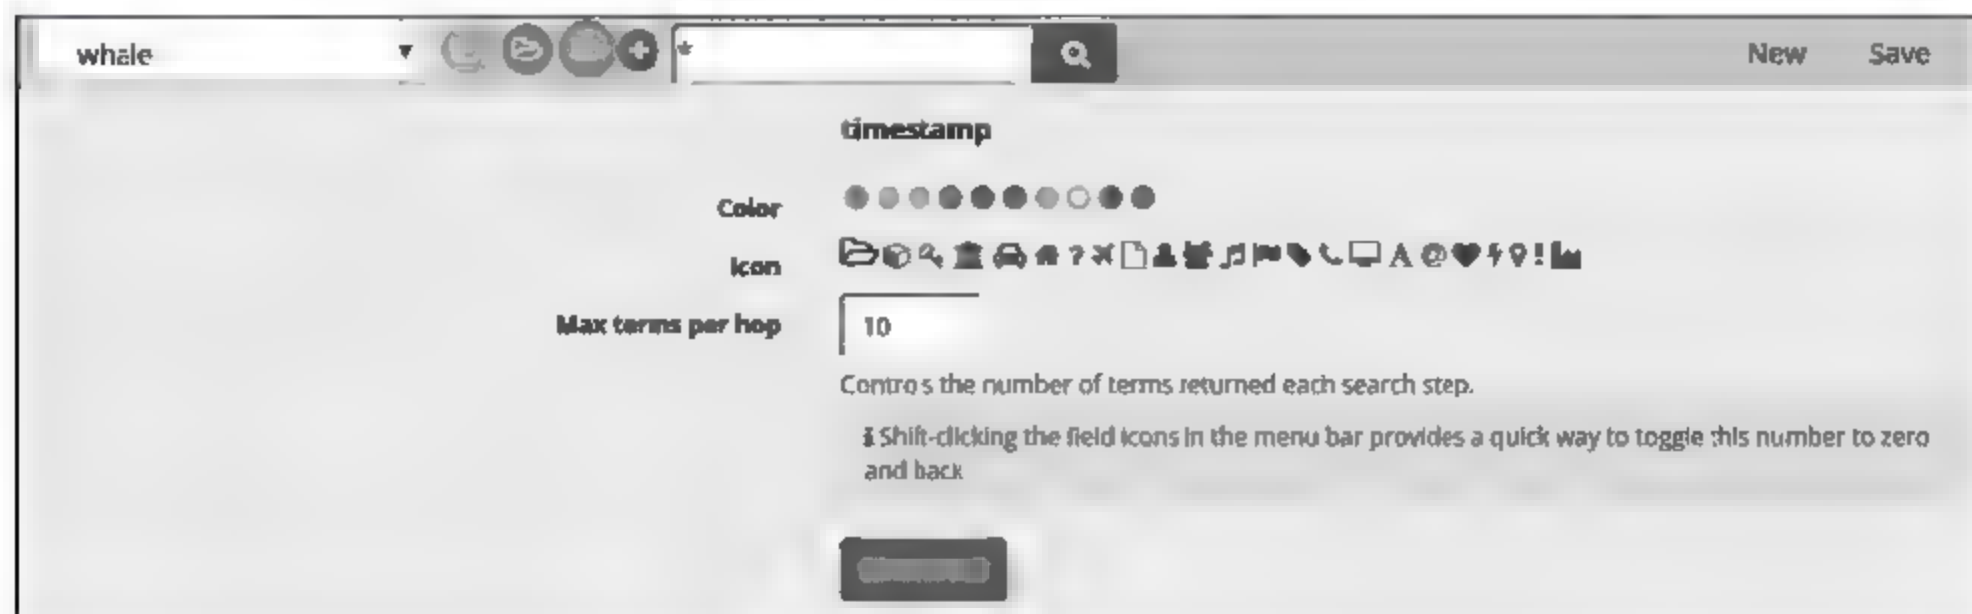 whale * New Save
timestamp
Color
Icon
Max terms per hop 10
Contro s the number of terms returned each search step.
i Shift-clicking the field icons in the menu bar provides a quick way to toggle this number to zero
and back